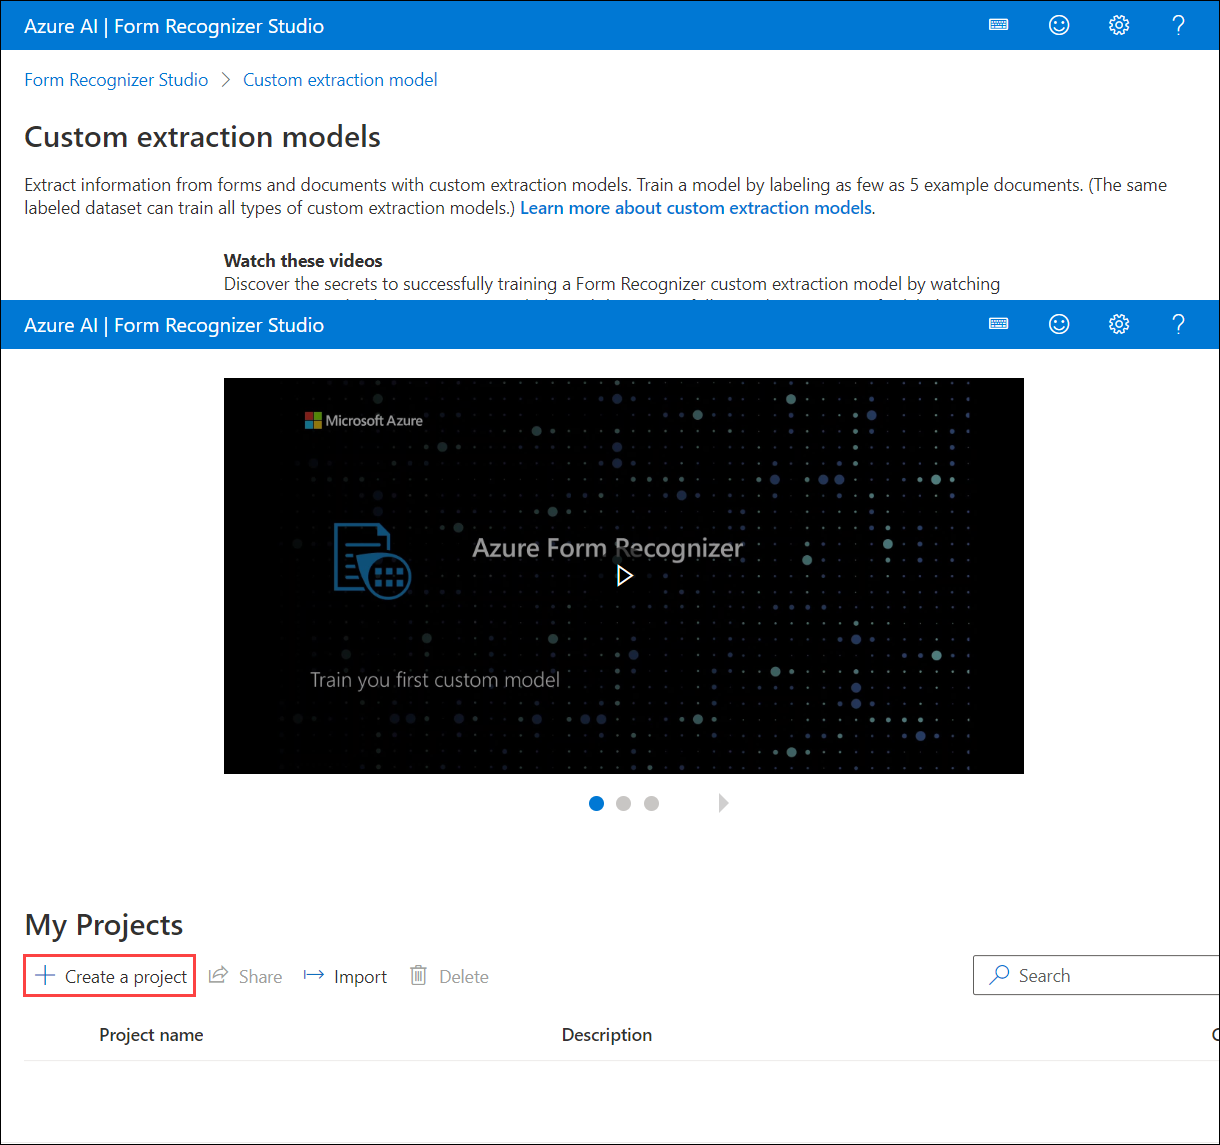 Azure AI | Form Recognizer Studio
Form Recognizer Studio > Custom extraction model
Custom extraction models
Extract information from forms and documents with custom extraction models. Train a model by labeling as few as 5 example documents. (The same
labeled dataset can train all types of custom extraction models.) Learn more about custom extraction models.
Watch these videos
Discover the secrets to successfully training a Form Recognizer custom extraction model by watching
Azure AI | Form Recognizer Studio
Microsoft Azure
Azure Form Recognizer
Train you first custom model
My Projects
Create a project Share Import Delete Search
Project name Description